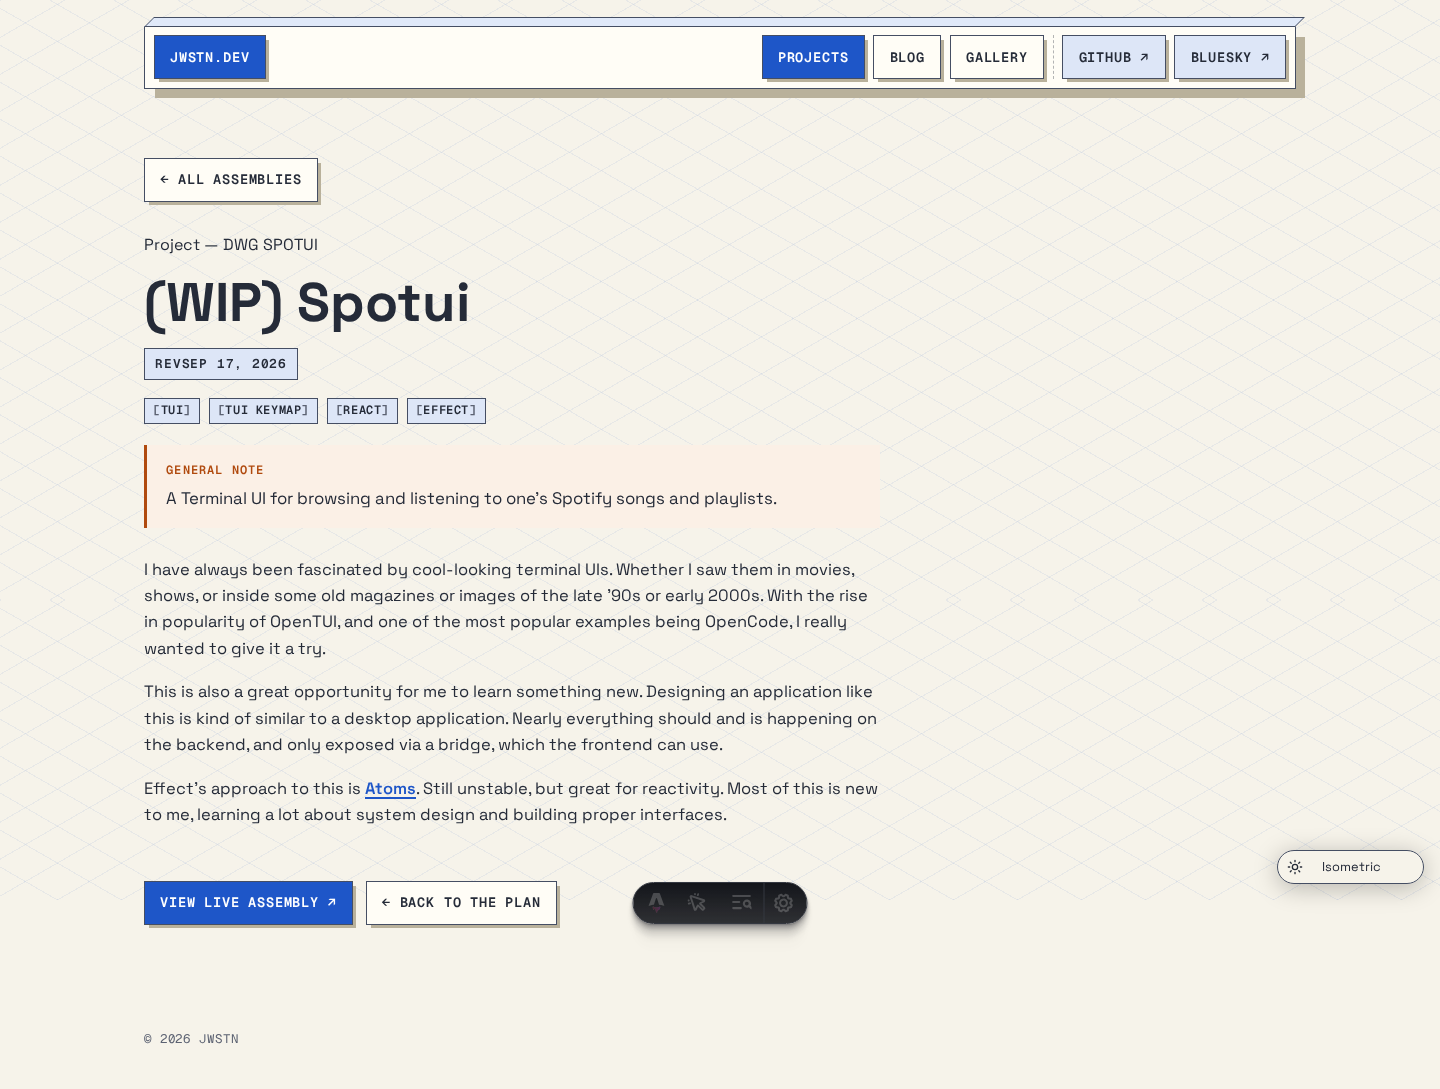 JWSTN.DEV
PROJECTS
BLOG
GALLERY
GITHUB ↗
BLUESKY ↗
← ALL ASSEMBLIES
Project — DWG SPOTUI
(WIP) Spotui
REVSEP 17, 2026
[TUI]
[TUI KEYMAP]
[REACT]
[EFFECT]
GENERAL NOTE
A Terminal UI for browsing and listening to one’s Spotify songs and playlists.
I have always been fascinated by cool-looking terminal UIs. Whether I saw them in movies,
shows, or inside some old magazines or images of the late ’90s or early 2000s. With the rise
in popularity of OpenTUI, and one of the most popular examples being OpenCode, I really
wanted to give it a try.
This is also a great opportunity for me to learn something new. Designing an application like
this is kind of similar to a desktop application. Nearly everything should and is happening on
the backend, and only exposed via a bridge, which the frontend can use.
Effect’s approach to this is Atoms. Still unstable, but great for reactivity. Most of this is new
to me, learning a lot about system design and building proper interfaces.
Isometric
VIEW LIVE ASSEMBLY ↗
← BACK TO THE PLAN
© 2026 JWSTN